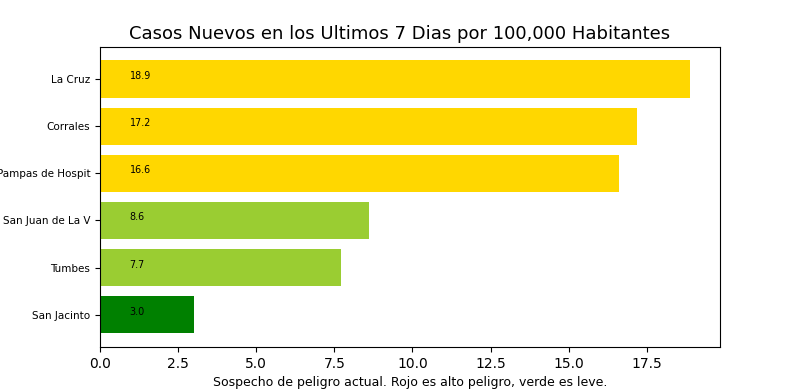 Casos Nuevos en los Ultimos 7 Dias por 100,000 Habitantes
La Cruz 18.9
Corrales 17.2
Pampas de Hospit 16.6
San Juan de La V 8.6
Tumbes 7.7
San Jacinto 3.0
0.0 2.5 5.0 7.5 10.0 12.5 15.0 17.5
Sospecho de peligro actual. Rojo es alto peligro, verde es leve.